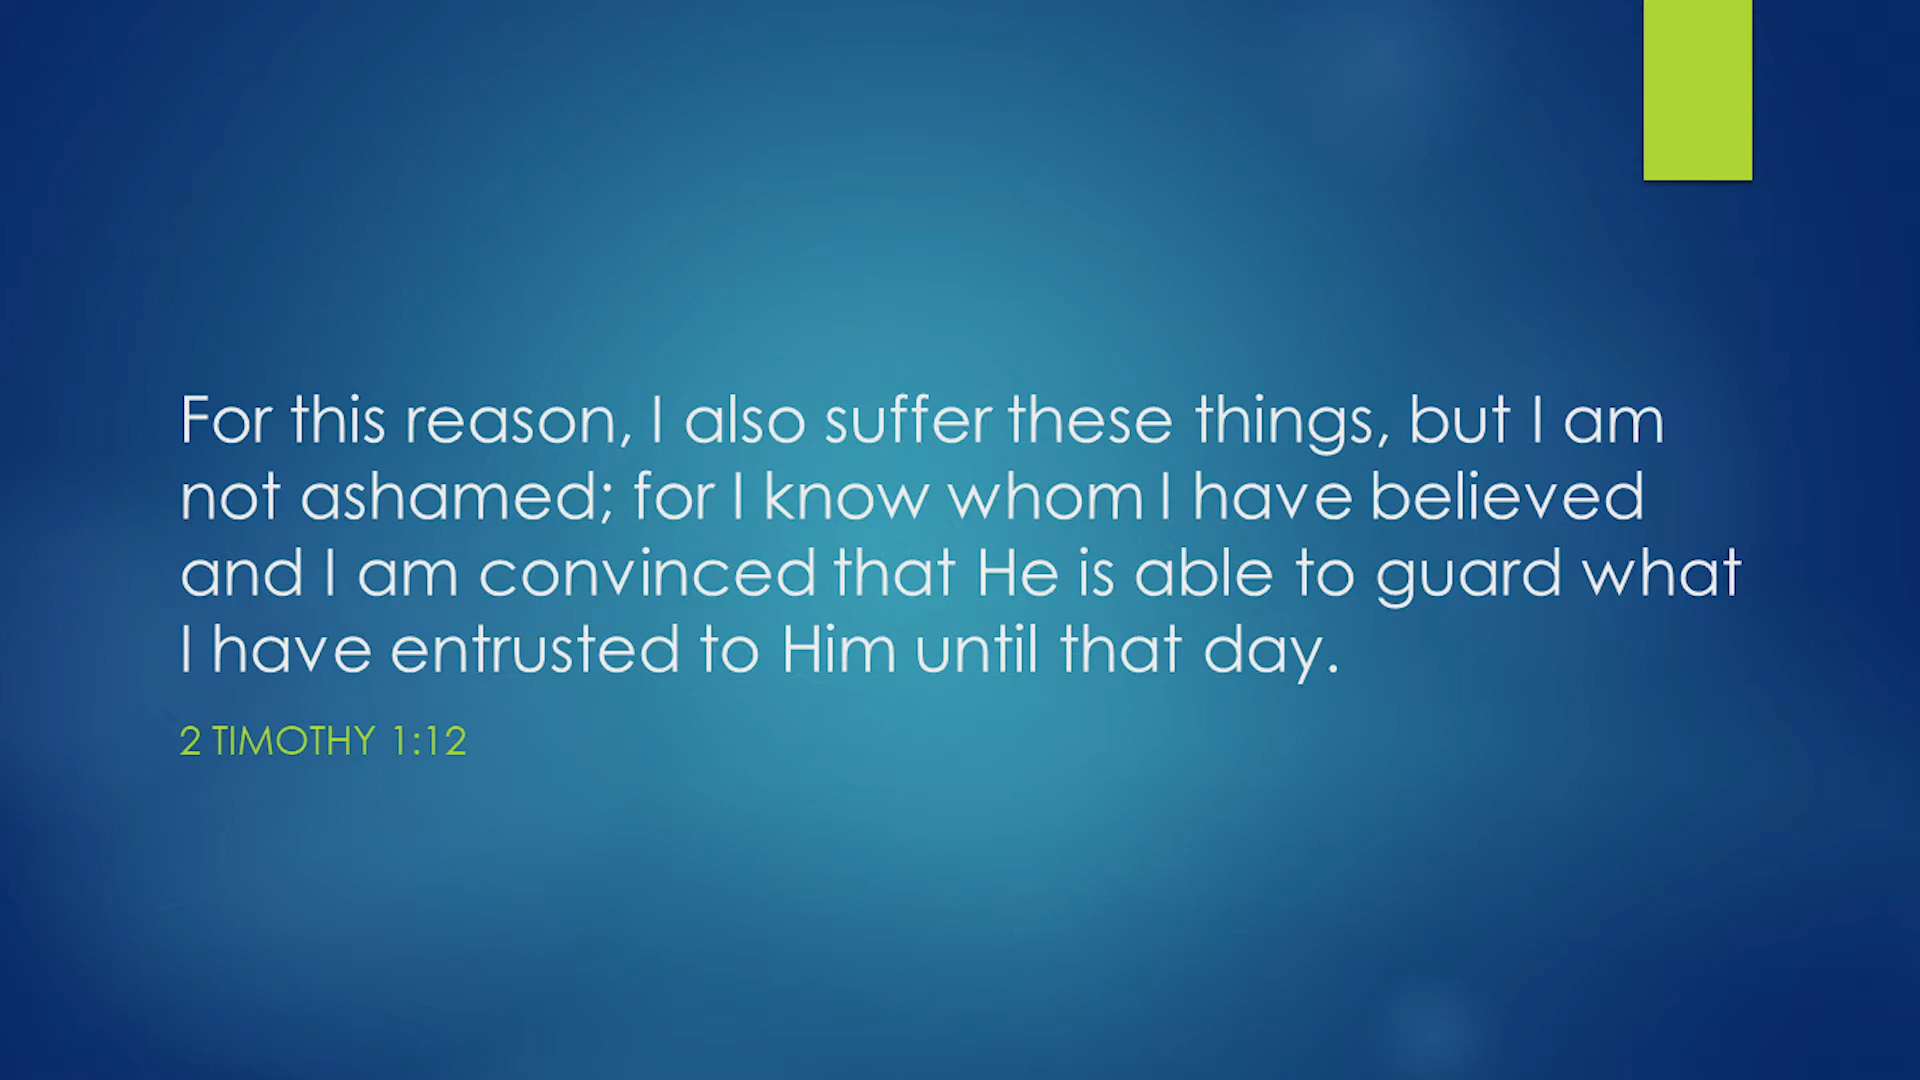 For this reason, I also suffer these things, but I am
not ashamed; for I know whom I have believed
and I am convinced that He is able to guard what
I have entrusted to Him until that day.
2 TIMOTHY 1:12